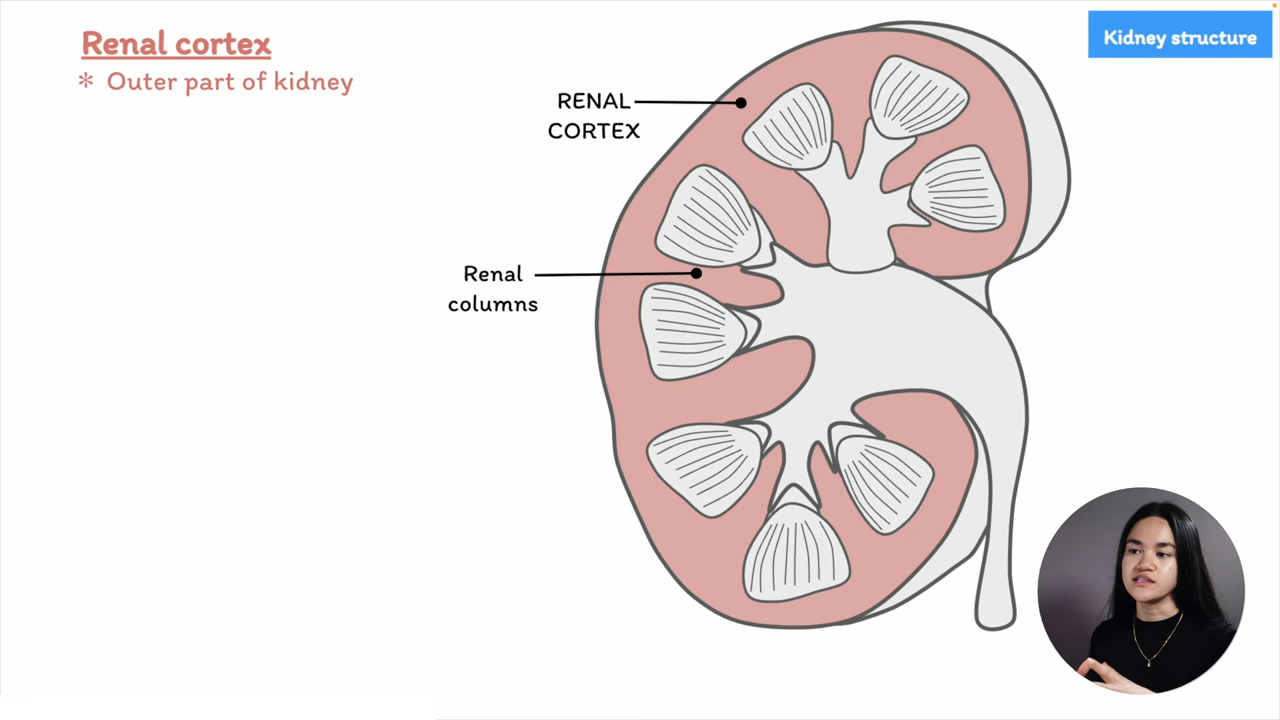 Renal cortex
* Outer part of kidney
Kidney structure
RENAL
CORTEX
Renal
columns